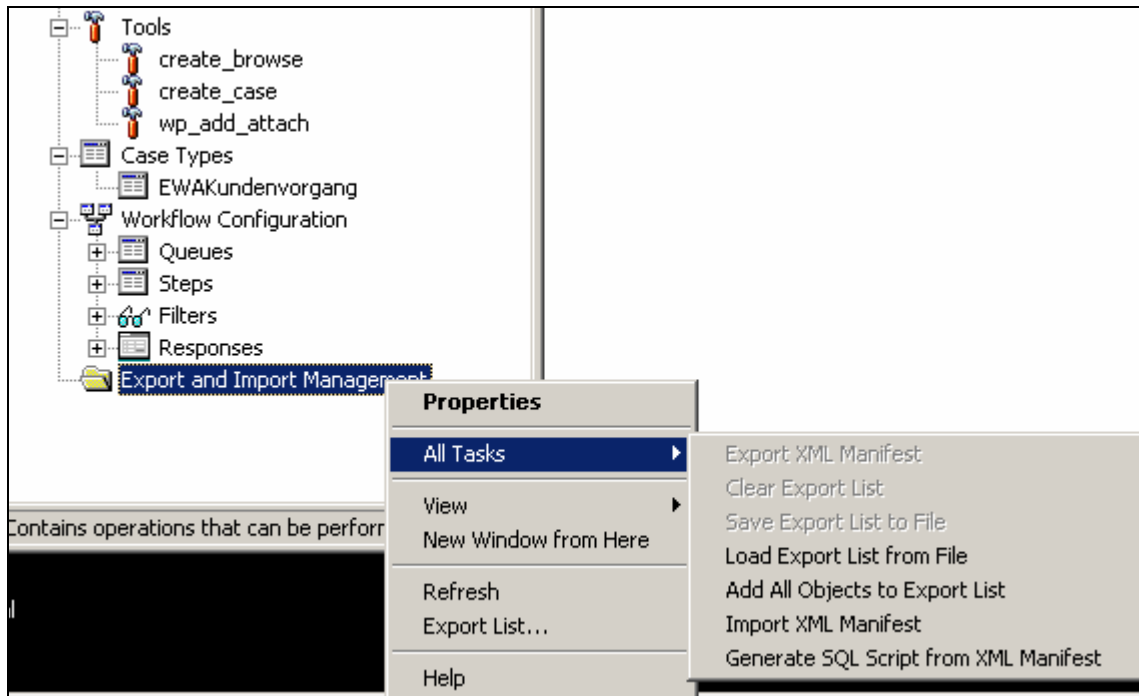 Tools
create_browse
create_case
wp_add_attach
Case Types
EWAKundenvorgang
Workflow Configuration
Queues
Steps
Filters
Responses
Export and Import Management
Properties
All Tasks
View
New Window from Here
Refresh
Export List...
Help
Export XML Manifest
Clear Export List
Save Export List to File
Load Export List from File
Add All Objects to Export List
Import XML Manifest
Generate SQL Script from XML Manifest
Contains operations that can be perfor